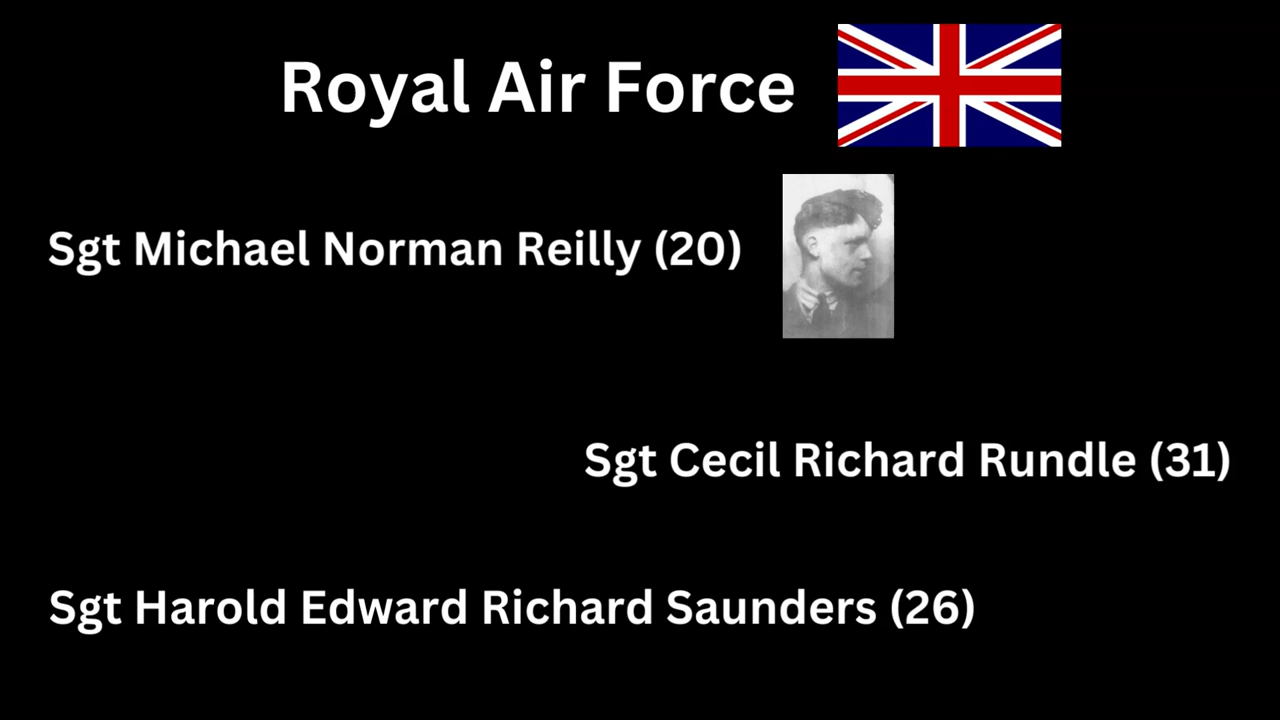 Royal Air Force
Sgt Michael Norman Reilly (20)
Sgt Cecil Richard Rundle (31)
Sgt Harold Edward Richard Saunders (26)